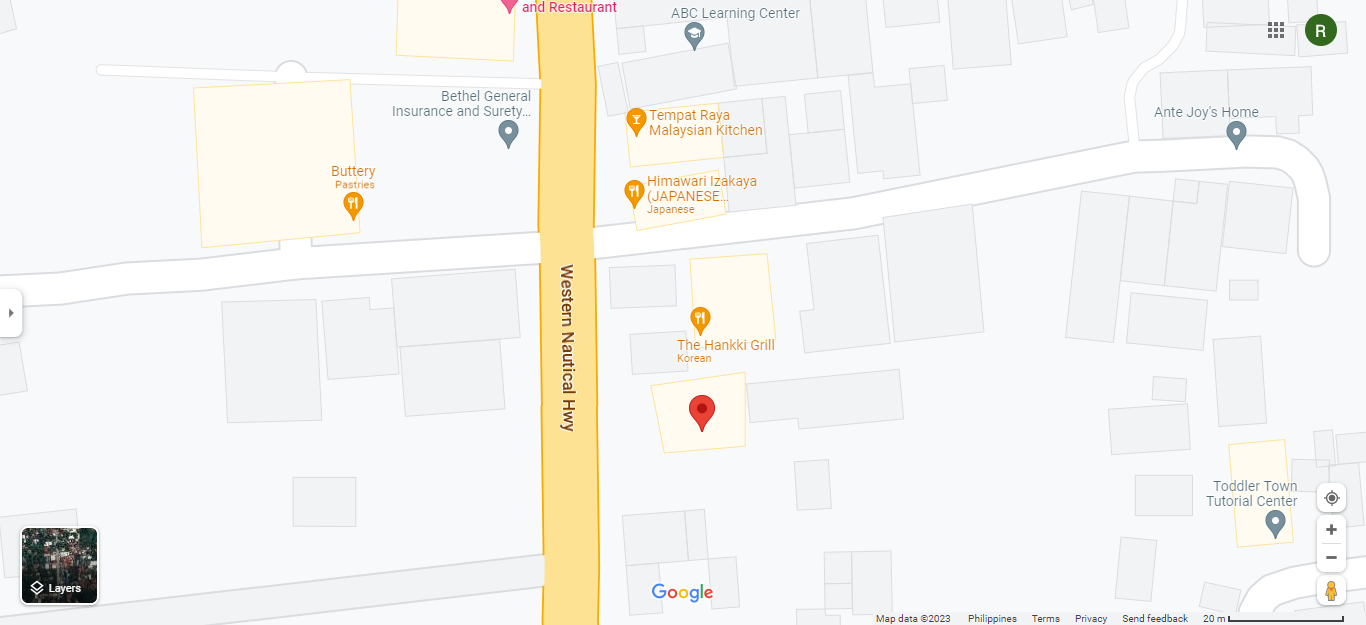 and Restaurant
ABC Learning Center
R
Bethel General
Insurance and Surety...
Tempat Raya
Malaysian Kitchen
Ante Joy's Home
Buttery
Pastries
Himawari Izakaya
(JAPANESE...
Japanese
Western Nautical Hwy
The Hankki Grill
Korean
Toddler Town
Tutorial Center
Layers
Google
Map data ©2023 Philippines Terms Privacy Send feedback 20 m